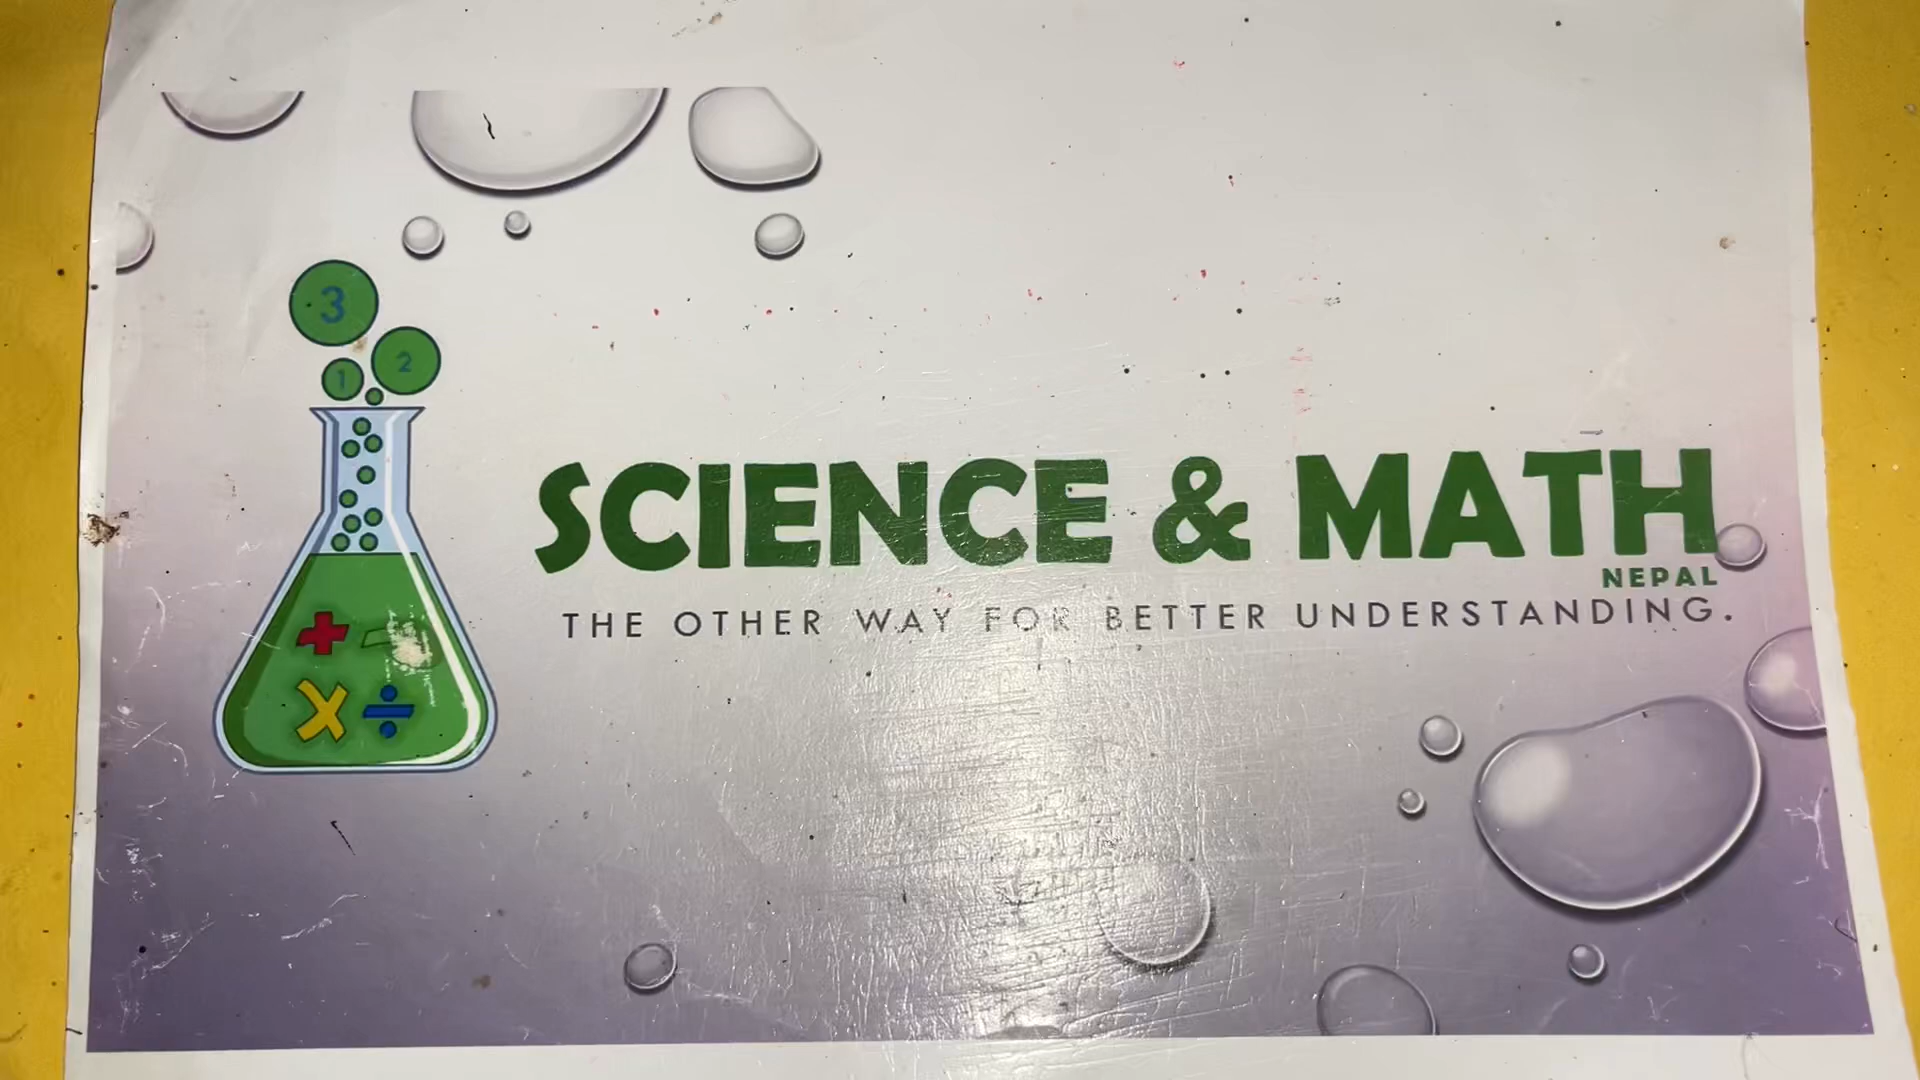 3
2
1
SCIENCE & MATH
NEPAL
THE OTHER WAY FOR BETTER UNDERSTANDING.
+ -
× ÷